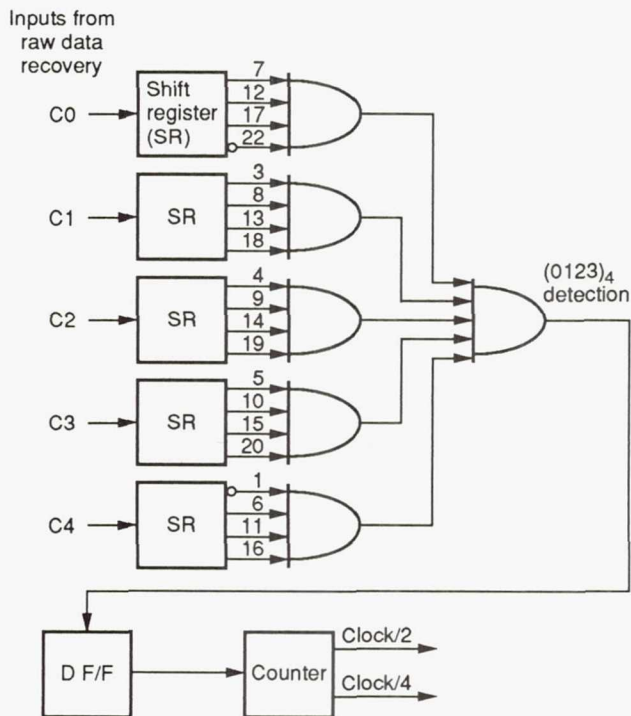 Inputs from
raw data
recovery
C0
Shift
register
(SR)
7
12
17
22
C1
SR
3
8
13
18
C2
SR
4
9
14
19
C3
SR
5
10
15
20
C4
SR
1
6
11
16
(0123)₄
detection
D F/F
Counter
Clock/2
Clock/4